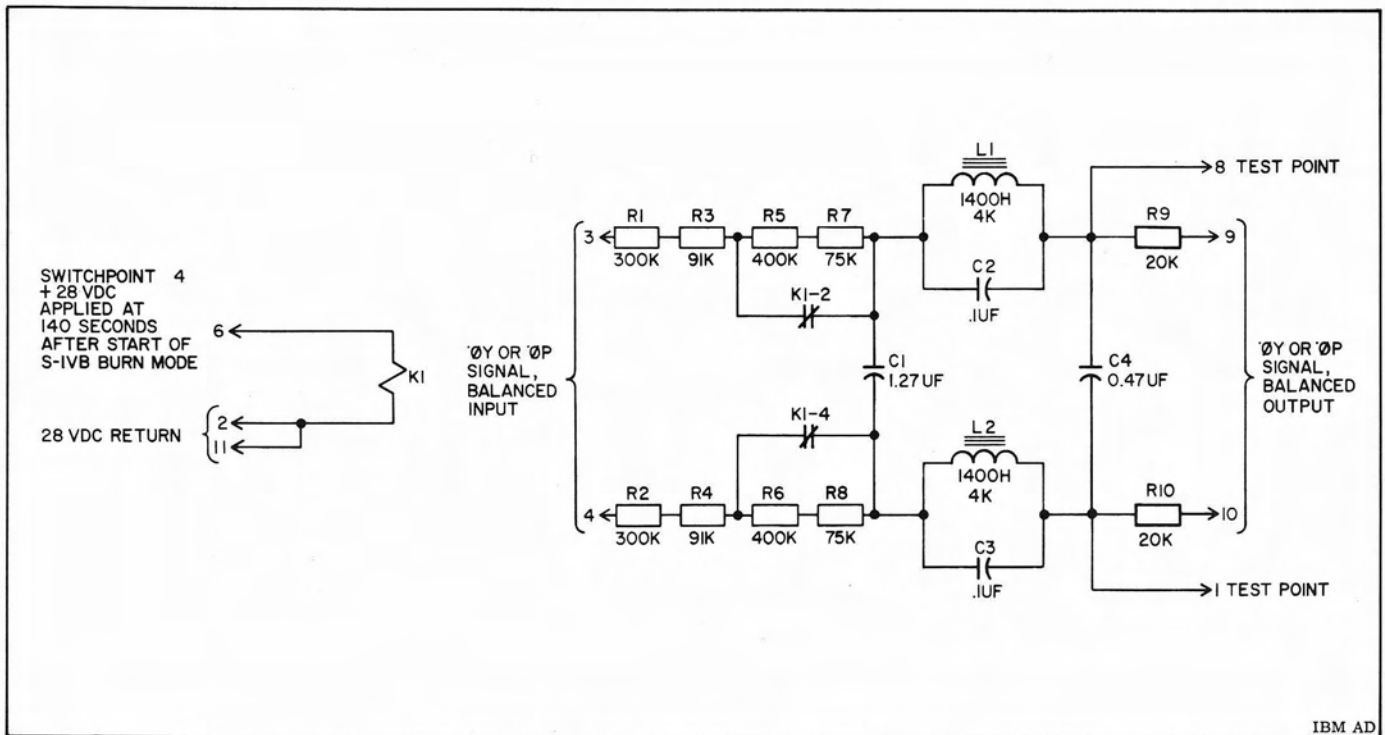 SWITCHPOINT 4
+ 28 VDC
APPLIED AT
140 SECONDS
AFTER START OF
S-IVB BURN MODE
6
K1
28 VDC RETURN
2
11
ØY OR ØP
SIGNAL,
BALANCED
INPUT
3
R1
300K
R3
91K
R5
400K
R7
75K
K1-2
C1
1.27UF
K1-4
4
R2
300K
R4
91K
R6
400K
R8
75K
L1
1400H
4K
C2
.1UF
L2
1400H
4K
C3
.1UF
8 TEST POINT
R9
20K
9
C4
0.47UF
R10
20K
10
1 TEST POINT
ØY OR ØP
SIGNAL,
BALANCED
OUTPUT
IBM AD